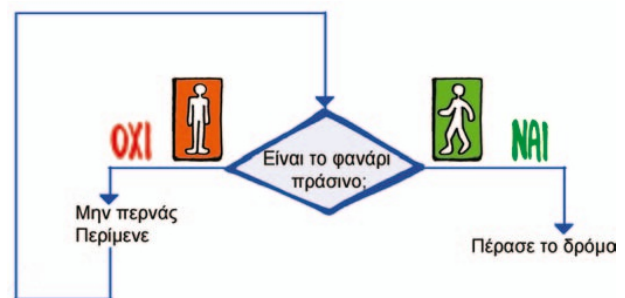 ΟΧΙ
ΝΑΙ
Είναι το φανάρι
πράσινο;
Μην περνάς
Περίμενε
Πέρασε το δρόμο